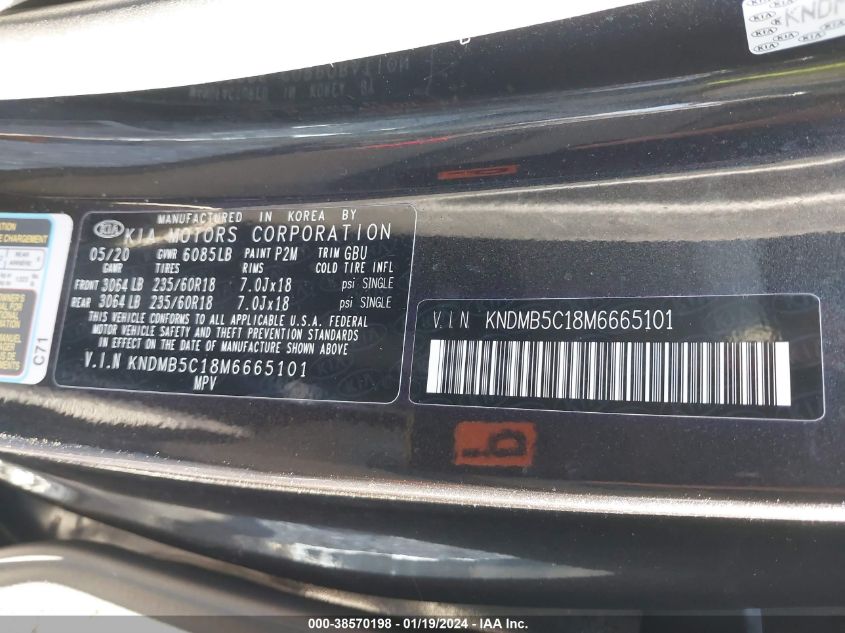 KIA
KNDM
MANUFACTURED IN KOREA BY
KIA KIA MOTORS CORPORATION
05/20 GVWR 6085LB PAINT P2M TRIM GBU
GAWR TIRES RIMS COLD TIRE INFL
FRONT 3064 LB 235/60R18 7.0Jx18 psi SINGLE
REAR 3064 LB 235/60R18 7.0Jx18 psi SINGLE
THIS VEHICLE CONFORMS TO ALL APPLICABLE U.S.A. FEDERAL
MOTOR VEHICLE SAFETY AND THEFT PREVENTION STANDARDS
IN EFFECT ON THE DATE OF MANUFACTURE SHOWN ABOVE.
V.I.N KNDMB5C18M6665101
MPV
C71
V.I.N KNDMB5C18M6665101
000-38570198 - 01/19/2024 - IAA Inc.